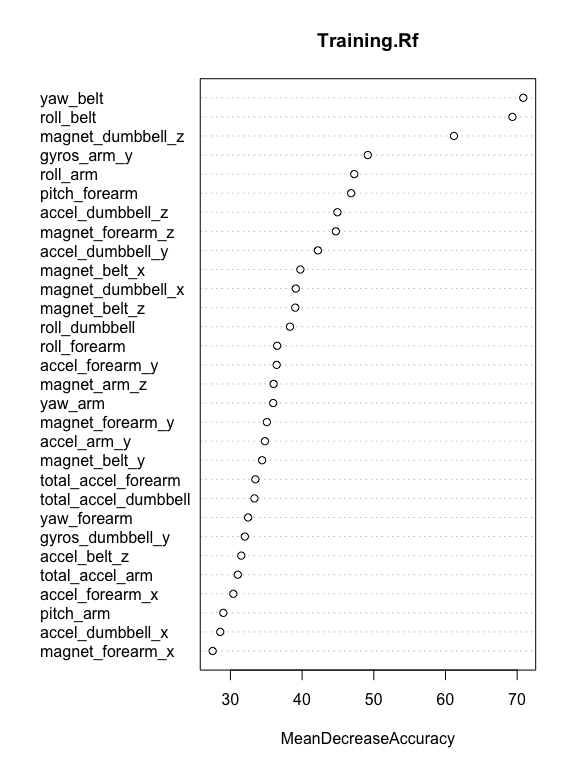 Training.Rf
yaw_belt
roll_belt
magnet_dumbbell_z
gyros_arm_y
roll_arm
pitch_forearm
accel_dumbbell_z
magnet_forearm_z
accel_dumbbell_y
magnet_belt_x
magnet_dumbbell_x
magnet_belt_z
roll_dumbbell
roll_forearm
accel_forearm_y
magnet_arm_z
yaw_arm
magnet_forearm_y
accel_arm_y
magnet_belt_y
total_accel_forearm
total_accel_dumbbell
yaw_forearm
gyros_dumbbell_y
accel_belt_z
total_accel_arm
accel_forearm_x
pitch_arm
accel_dumbbell_x
magnet_forearm_x
30 40 50 60 70
MeanDecreaseAccuracy